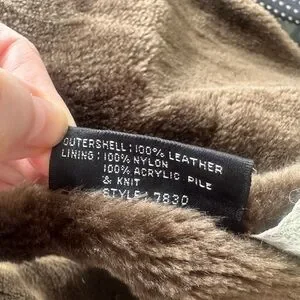 OUTERSHELL: 100% LEATHER
LINING: 100% NYLON
100% ACRYLIC PILE
& KNIT
STYLE: 7830